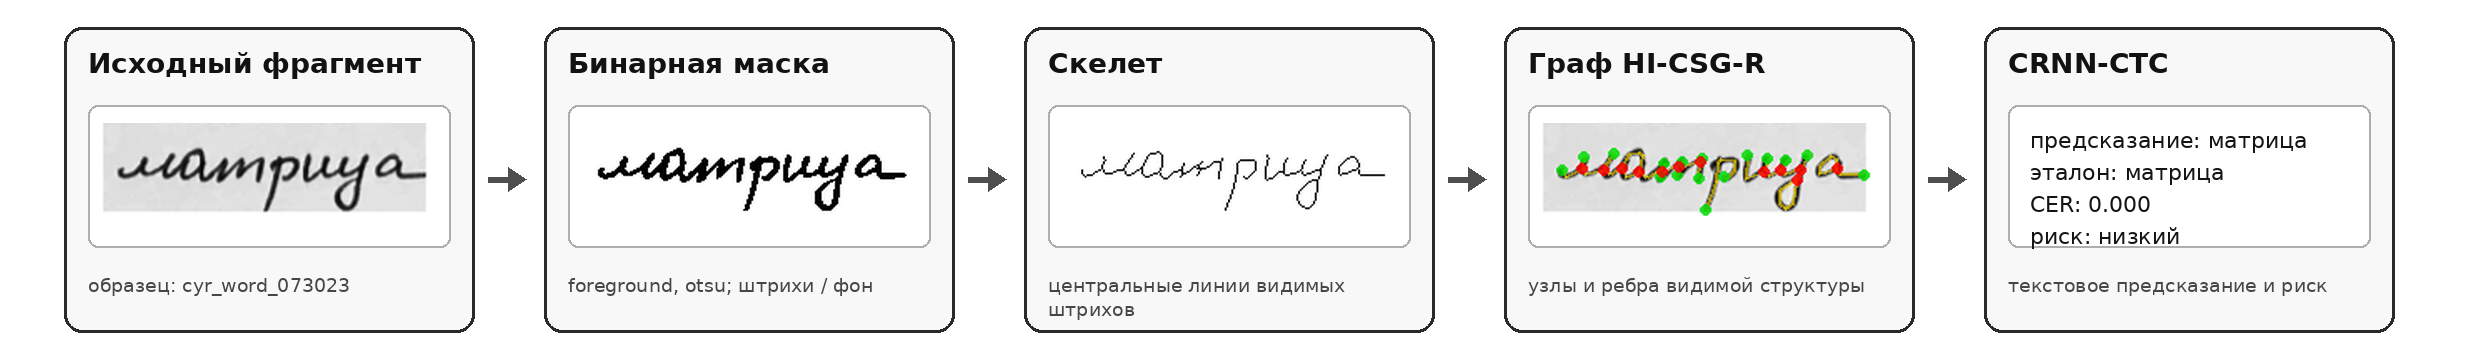 Исходный фрагмент
матрица
образец: cyr_word_073023
Бинарная маска
матрица
foreground, otsu; штрихи / фон
Скелет
матрица
центральные линии видимых
штрихов
Граф HI-CSG-R
матрица
узлы и ребра видимой структуры
CRNN-CTC
предсказание: матрица
эталон: матрица
CER: 0.000
риск: низкий
текстовое предсказание и риск